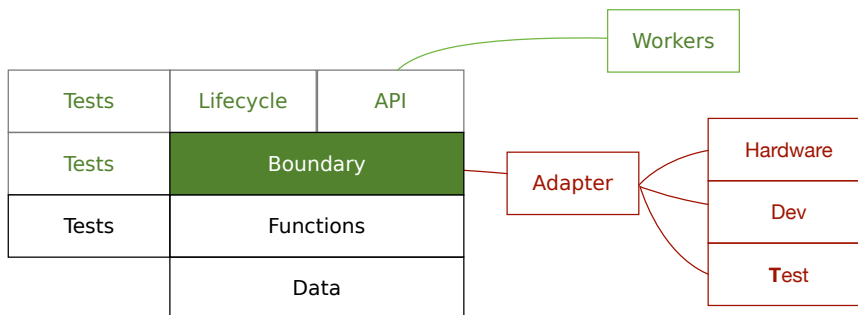 Workers
Tests
Lifecycle
API
Tests
Boundary
Adapter
Hardware
Dev
Test
Tests
Functions
Data